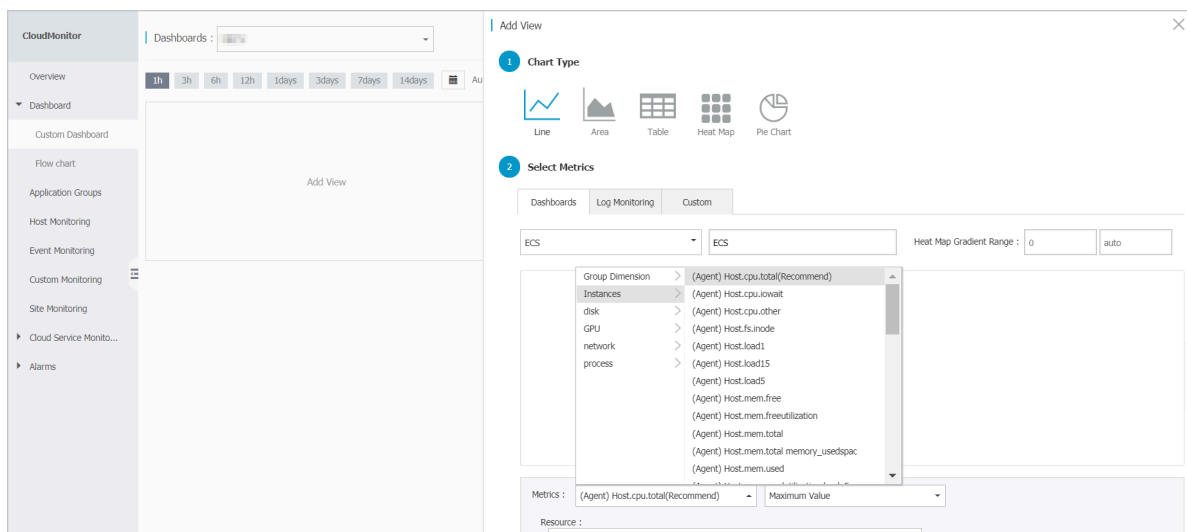 CloudMonitor
Overview
Dashboard
Custom Dashboard
Flow chart
Application Groups
Host Monitoring
Event Monitoring
Custom Monitoring
Site Monitoring
Cloud Service Monito...
Alarms
Dashboards :
1h 3h 6h 12h 1days 3days 7days 14days Au
Add View
Add View
1 Chart Type
Line Area Table Heat Map Pie Chart
2 Select Metrics
Dashboards Log Monitoring Custom
ECS ECS Heat Map Gradient Range : 0 auto
Group Dimension (Agent) Host.cpu.total(Recommend)
Instances (Agent) Host.cpu.iowait
disk (Agent) Host.cpu.other
GPU (Agent) Host.fs.inode
network (Agent) Host.load1
process (Agent) Host.load15
(Agent) Host.load5
(Agent) Host.mem.free
(Agent) Host.mem.freeutilization
(Agent) Host.mem.total
(Agent) Host.mem.total memory_usedspac
(Agent) Host.mem.used
Metrics : (Agent) Host.cpu.total(Recommend) Maximum Value
Resource :